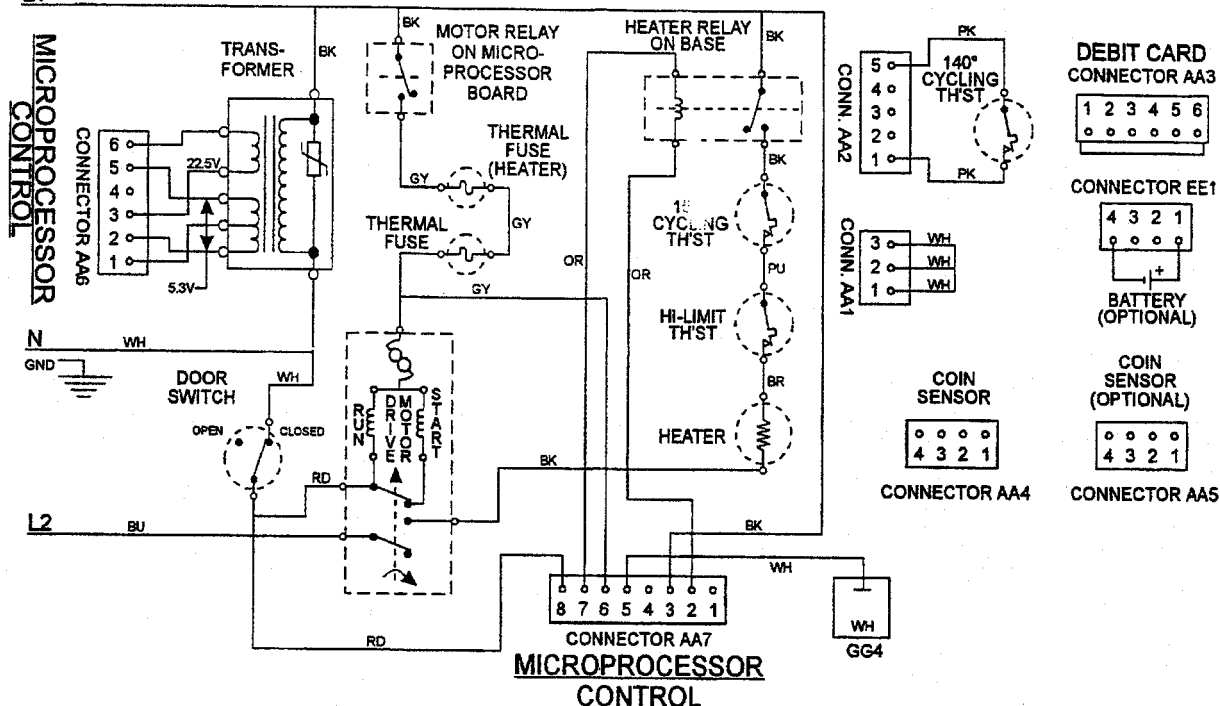 BK
MOTOR RELAY
ON MICRO-
PROCESSOR
BOARD
HEATER RELAY
ON BASE
BK
PK
MICROPROCESSOR
CONTROL
TRANS-
FORMER
BK
CONNECTOR AA6
6
5
4
3
2
1
22.5V
5.3V
THERMAL
FUSE
(HEATER)
GY
GY
THERMAL
FUSE
GY
OR
OR
BK
CYCLING
TH'ST
PU
HI-LIMIT
TH'ST
BR
HEATER
CONN. AA2
5
4
3
2
1
140°
CYCLING
TH'ST
PK
CONN. AA1
3 WH
2 WH
1 WH
DEBIT CARD
CONNECTOR AA3
1 2 3 4 5 6
CONNECTOR EE1
4 3 2 1
+
BATTERY
(OPTIONAL)
N
WH
GND
WH
DOOR
SWITCH
OPEN
CLOSED
RUN
DRIVE
MOTOR
START
RD
BK
L2
BU
COIN
SENSOR
4 3 2 1
CONNECTOR AA4
COIN
SENSOR
(OPTIONAL)
4 3 2 1
CONNECTOR AA5
BK
WH
8 7 6 5 4 3 2 1
RD
CONNECTOR AA7
MICROPROCESSOR
CONTROL
WH
GG4